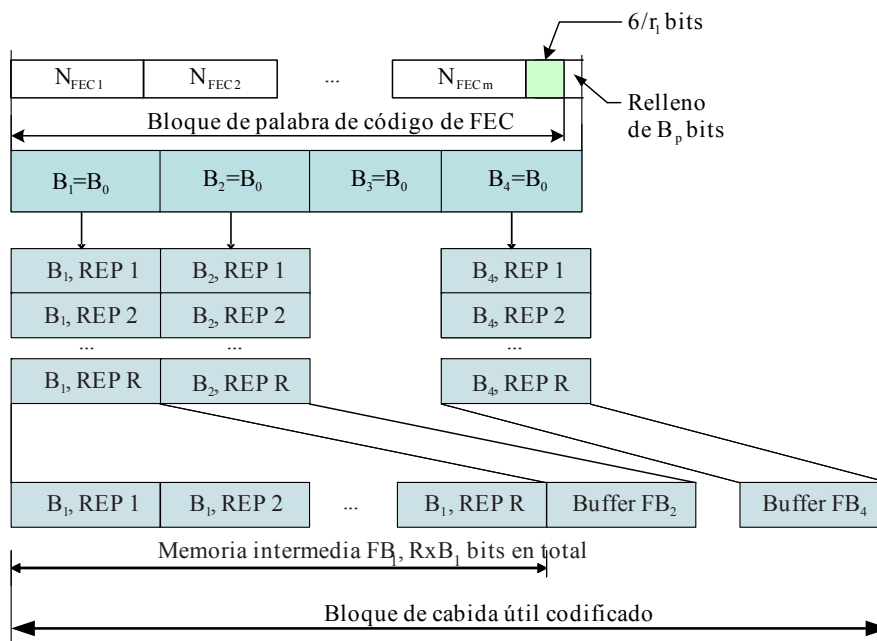 6/r₁ bits
N_FEC1 N_FEC2 ... N_FECm
Relleno
de Bₚ bits
Bloque de palabra de código de FEC
B₁=B₀ B₂=B₀ B₃=B₀ B₄=B₀
B₁, REP 1 B₂, REP 1 B₄, REP 1
B₁, REP 2 B₂, REP 2 B₄, REP 2
... ... ...
B₁, REP R B₂, REP R B₄, REP R
B₁, REP 1 B₁, REP 2 ... B₁, REP R Buffer FB₂ Buffer FB₄
Memoria intermedia FB₁, RxB₁ bits en total
Bloque de cabida útil codificado